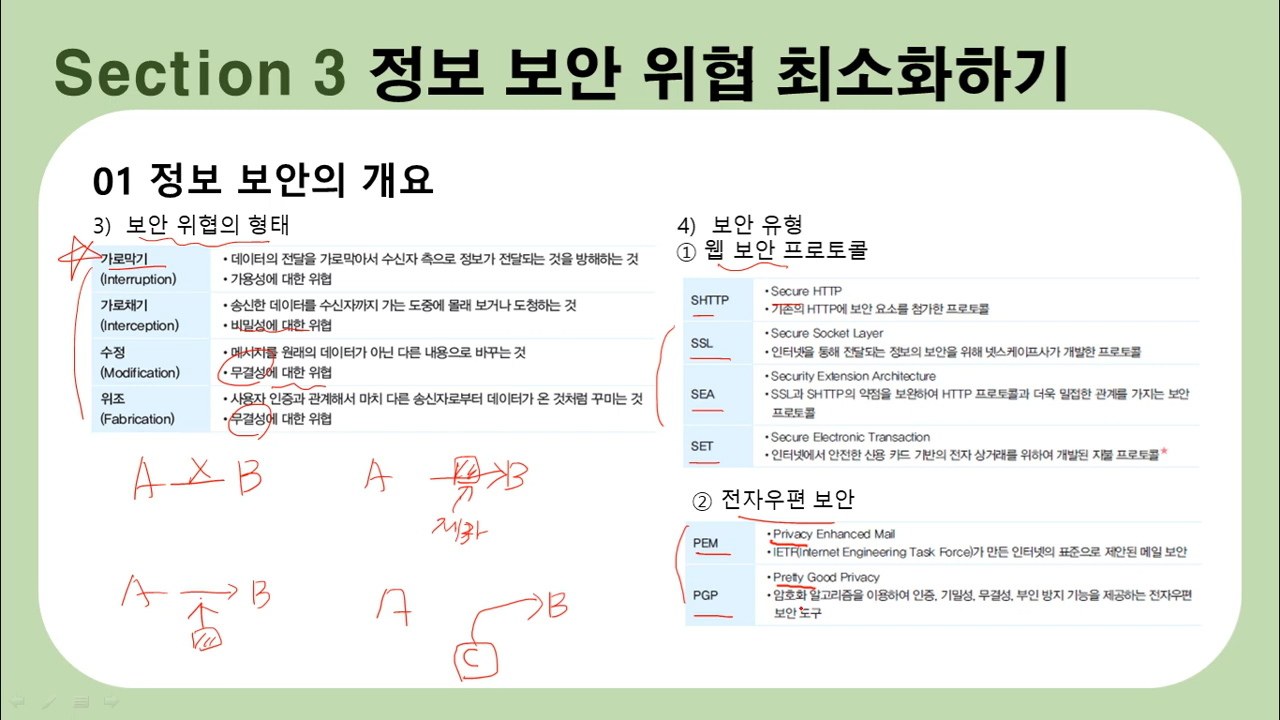 Section 3 정보 보안 위협 최소화하기
01 정보 보안의 개요
3) 보안 위협의 형태
가로막기
(Interruption)
• 데이터의 전달을 가로막아서 수신자 측으로 정보가 전달되는 것을 방해하는 것
• 가용성에 대한 위협
가로채기
(Interception)
• 송신한 데이터를 수신자까지 가는 도중에 몰래 보거나 도청하는 것
• 비밀성에 대한 위협
수정
(Modification)
• 메시지를 원래의 데이터가 아닌 다른 내용으로 바꾸는 것
• 무결성에 대한 위협
위조
(Fabrication)
• 사용자 인증과 관계해서 마치 다른 송신자로부터 데이터가 온 것처럼 꾸미는 것
• 무결성에 대한 위협
A X B
A B
제3자
A B
A B
C
4) 보안 유형
① 웹 보안 프로토콜
SHTTP
• Secure HTTP
• 기존의 HTTP에 보안 요소를 첨가한 프로토콜
SSL
• Secure Socket Layer
• 인터넷을 통해 전달되는 정보의 보안을 위해 넷스케이프사가 개발한 프로토콜
SEA
• Security Extension Architecture
• SSL과 SHTTP의 약점을 보완하여 HTTP 프로토콜과 더욱 밀접한 관계를 가지는 보안
프로토콜
SET
• Secure Electronic Transaction
• 인터넷에서 안전한 신용 카드 기반의 전자 상거래를 위하여 개발된 지불 프로토콜*
② 전자우편 보안
PEM
• Privacy Enhanced Mail
• IETF(Internet Engineering Task Force)가 만든 인터넷의 표준으로 제안된 메일 보안
PGP
• Pretty Good Privacy
• 암호화 알고리즘을 이용하여 인증, 기밀성, 무결성, 부인 방지 기능을 제공하는 전자우편
보안 도구